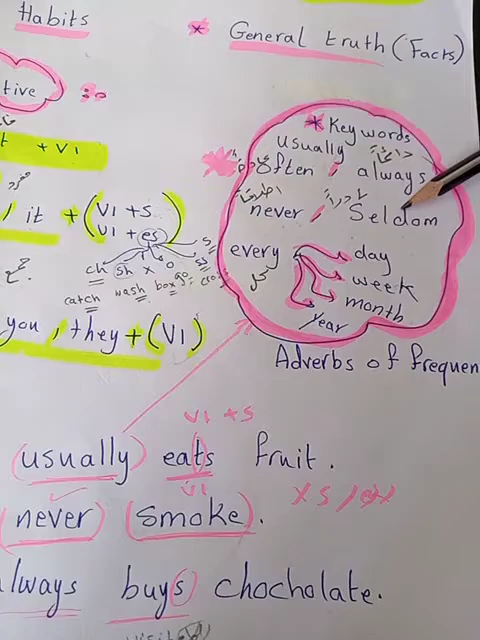 Habits
* General truth (Facts)
tive
+ V1
* Key words
usually دائماً
often / always
never / Seldom
every day
كل week
month
year
Adverbs of frequen
it + (V1 + s
V1 + es)
ch sh x o
catch wash box go
you, they + (V1)
V1 + s
(usually) eats fruit.
V1
(never) (smoke). X s / es X
lways buys chocholate.